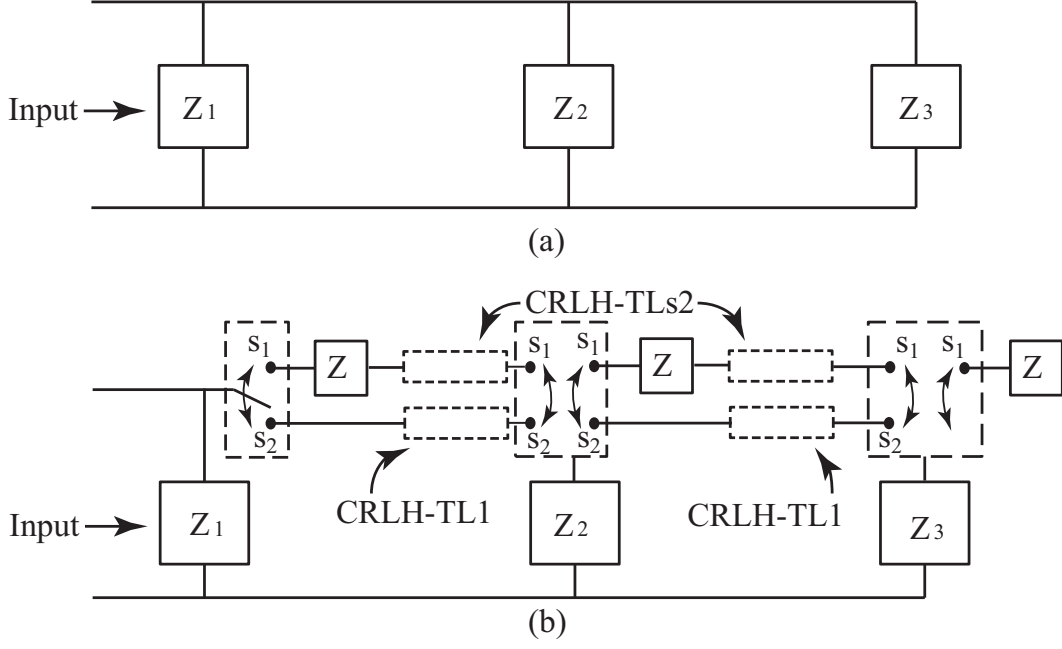 Input
Z1
Z2
Z3
(a)
CRLH-TLs2
s1
Z
s1
s1
Z
s1
s1
Z
s2
s2
s2
s2
CRLH-TL1
CRLH-TL1
Input
Z1
Z2
Z3
(b)